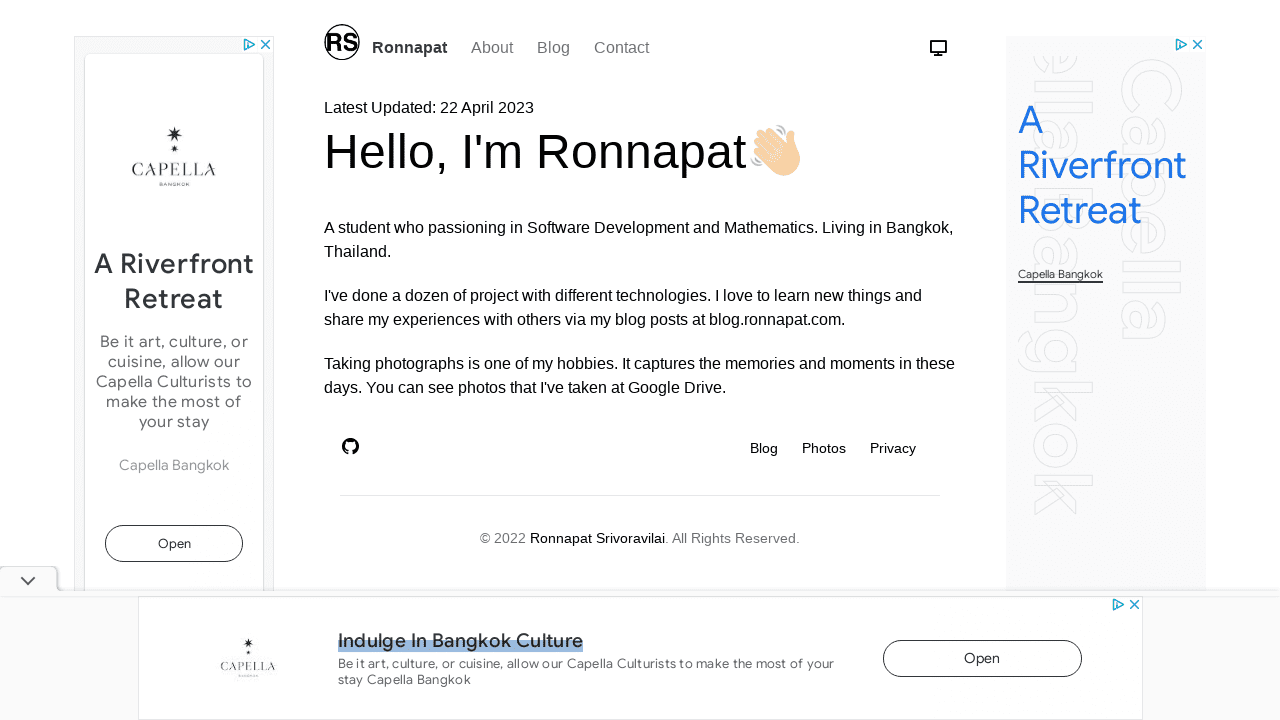 RS
Ronnapat About Blog Contact
Latest Updated: 22 April 2023
Hello, I'm Ronnapat👋🏼
A student who passioning in Software Development and Mathematics. Living in Bangkok,
Thailand.
I've done a dozen of project with different technologies. I love to learn new things and
share my experiences with others via my blog posts at blog.ronnapat.com.
Taking photographs is one of my hobbies. It captures the memories and moments in these
days. You can see photos that I've taken at Google Drive.
Blog Photos Privacy
© 2022 Ronnapat Srivoravilai. All Rights Reserved.
CAPELLA
BANGKOK
A Riverfront
Retreat
Be it art, culture, or
cuisine, allow our
Capella Culturists to
make the most of
your stay
Capella Bangkok
Open
A
Riverfront
Retreat
Capella Bangkok
Capella
ella Bangkok
CAPELLA
BANGKOK
Indulge In Bangkok Culture
Be it art, culture, or cuisine, allow our Capella Culturists to make the most of your
stay Capella Bangkok
Open